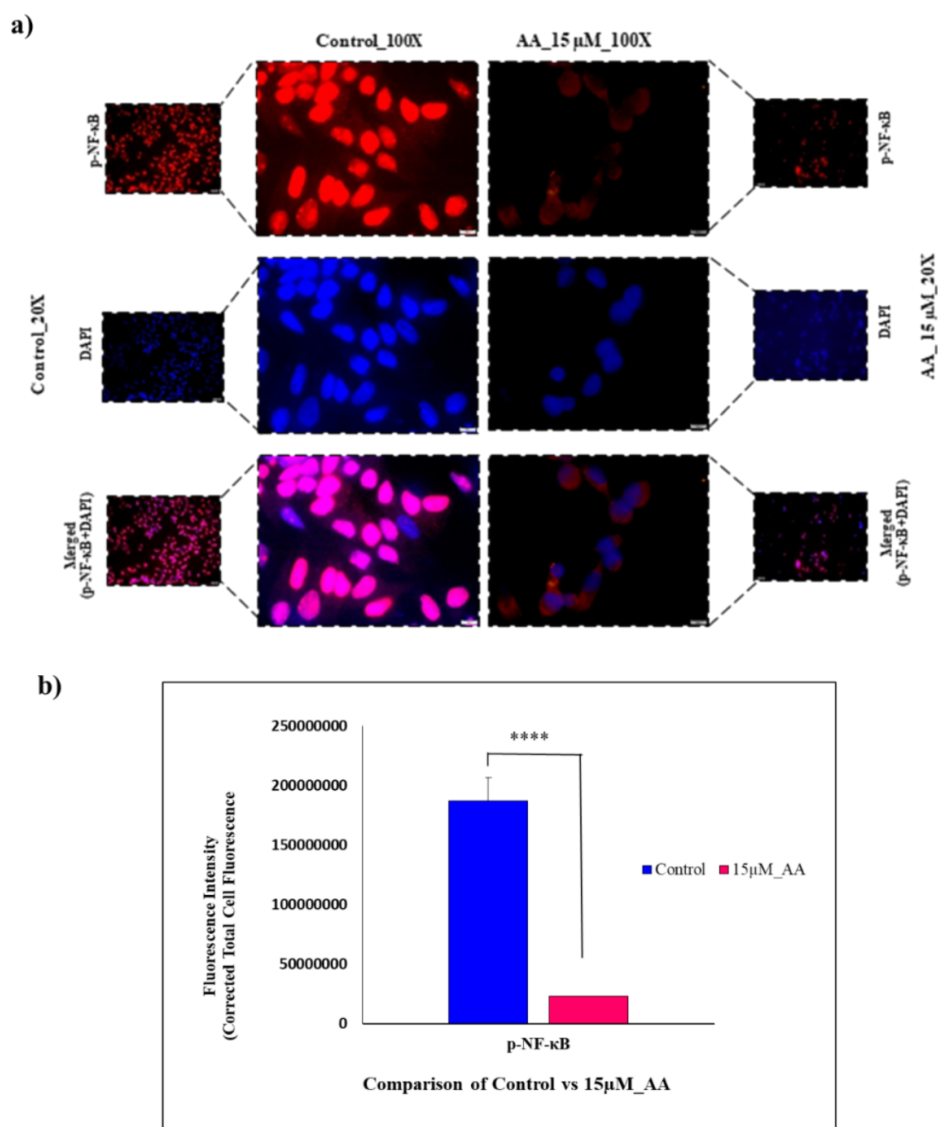 a)
Control_100X
AA_15 µM_100X
p-NF-κB
p-NF-κB
Control_20X
DAPI
DAPI
AA_ 15 µM_20X
Merged
(p-NF-κB+DAPI)
Merged
(p-NF-κB+DAPI)
b)
250000000
200000000
150000000
100000000
50000000
0
Fluorescence Intensity
(Corrected Total Cell Fluorescence
****
Control
15µM_AA
p-NF-κB
Comparison of Control vs 15µM_AA